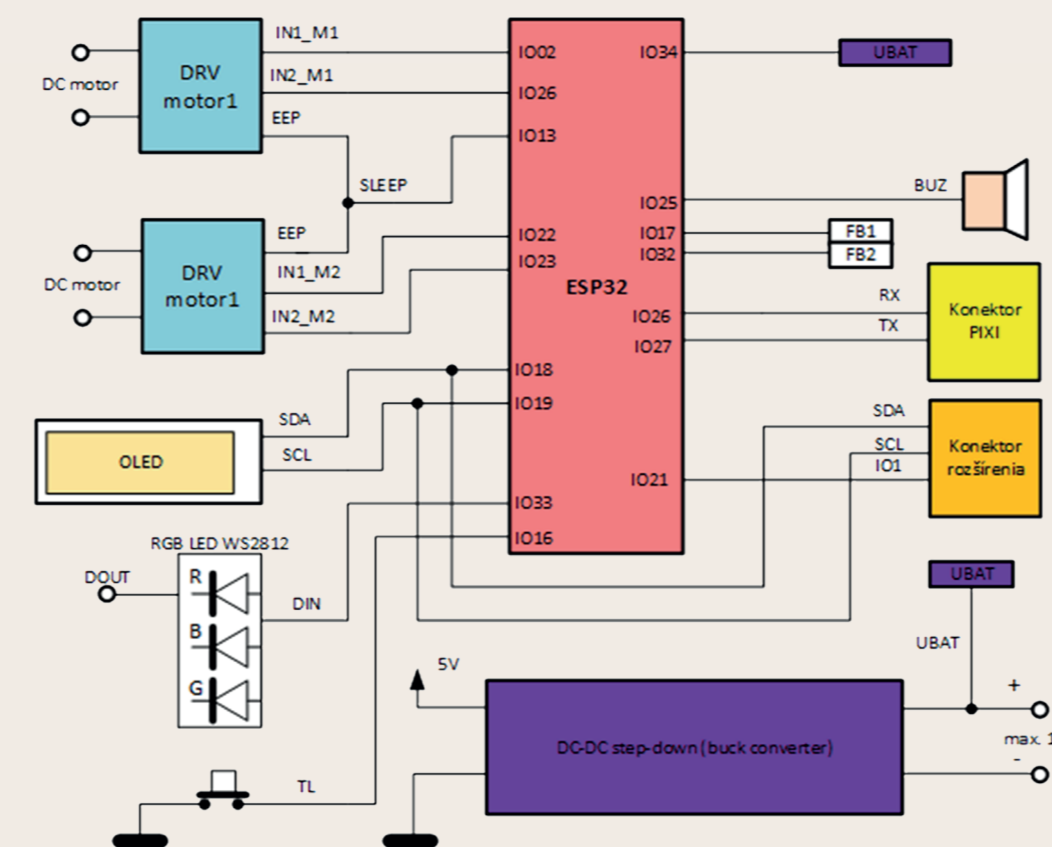 IN1_M1
IO02
IO34
UBAT
DRV
motor1
DC motor
IN2_M1
IO26
EEP
IO13
SLEEP
BUZ
IO25
EEP
IO22
IO17
FB1
IO23
IO32
FB2
DRV
motor1
DC motor
IN1_M2
ESP32
RX
Konektor
PIXI
IN2_M2
IO26
TX
IO27
IO18
IO19
SDA
SDA
SCL
OLED
SCL
Konektor
rozšírenia
IO1
IO21
IO33
IO16
RGB LED WS2812
DOUT
R
DIN
B
G
UBAT
UBAT
5V
+
DC-DC step-down (buck converter)
max. 1
-
TL